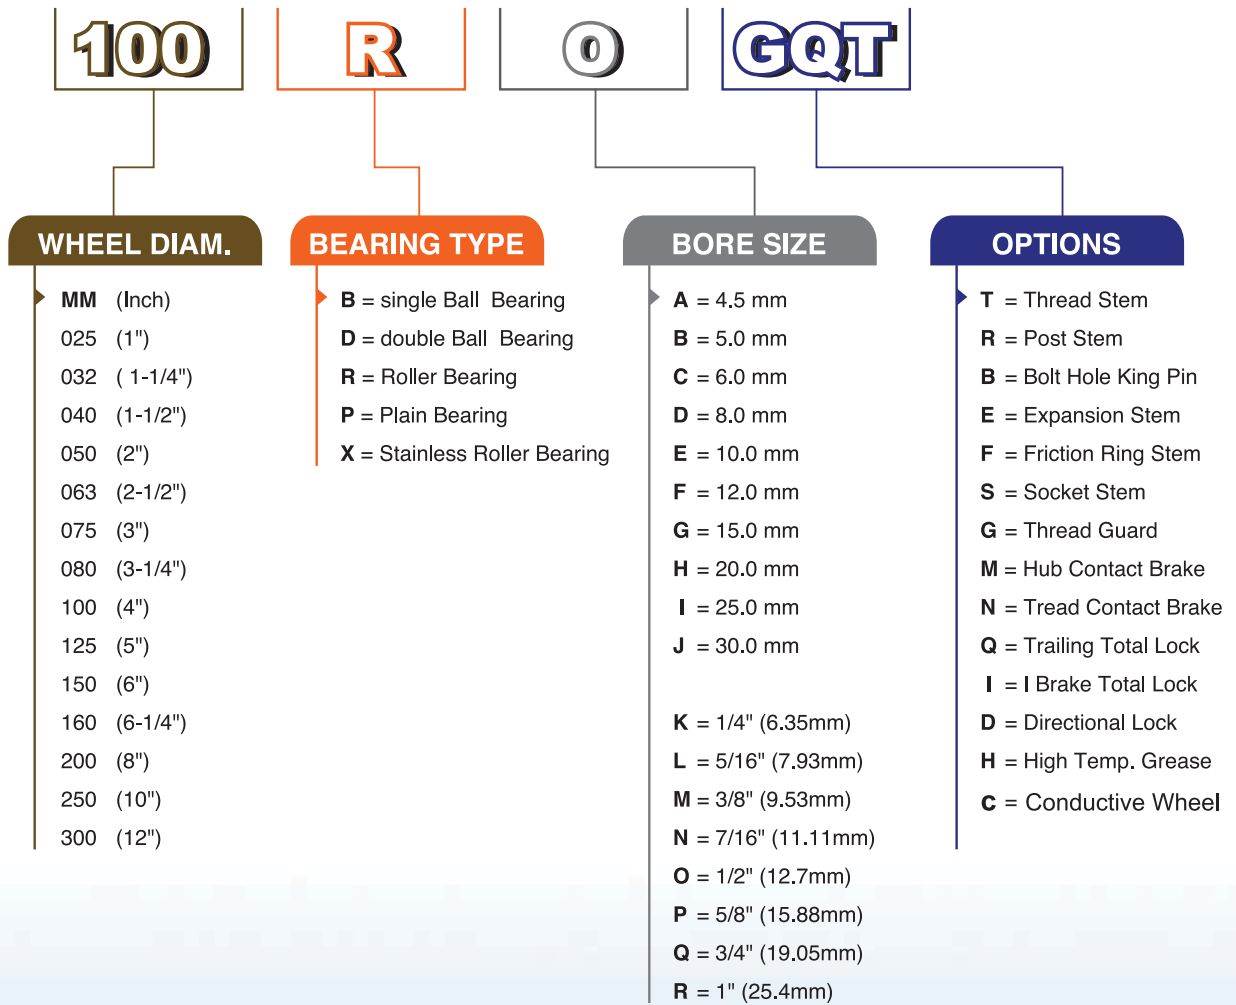 100 R O GQT
WHEEL DIAM.
MM (Inch)
025 (1")
032 ( 1-1/4")
040 (1-1/2")
050 (2")
063 (2-1/2")
075 (3")
080 (3-1/4")
100 (4")
125 (5")
150 (6")
160 (6-1/4")
200 (8")
250 (10")
300 (12")
BEARING TYPE
B = single Ball Bearing
D = double Ball Bearing
R = Roller Bearing
P = Plain Bearing
X = Stainless Roller Bearing
BORE SIZE
A = 4.5 mm
B = 5.0 mm
C = 6.0 mm
D = 8.0 mm
E = 10.0 mm
F = 12.0 mm
G = 15.0 mm
H = 20.0 mm
I = 25.0 mm
J = 30.0 mm
K = 1/4" (6.35mm)
L = 5/16" (7.93mm)
M = 3/8" (9.53mm)
N = 7/16" (11.11mm)
O = 1/2" (12.7mm)
P = 5/8" (15.88mm)
Q = 3/4" (19.05mm)
R = 1" (25.4mm)
OPTIONS
T = Thread Stem
R = Post Stem
B = Bolt Hole King Pin
E = Expansion Stem
F = Friction Ring Stem
S = Socket Stem
G = Thread Guard
M = Hub Contact Brake
N = Tread Contact Brake
Q = Trailing Total Lock
I = I Brake Total Lock
D = Directional Lock
H = High Temp. Grease
C = Conductive Wheel